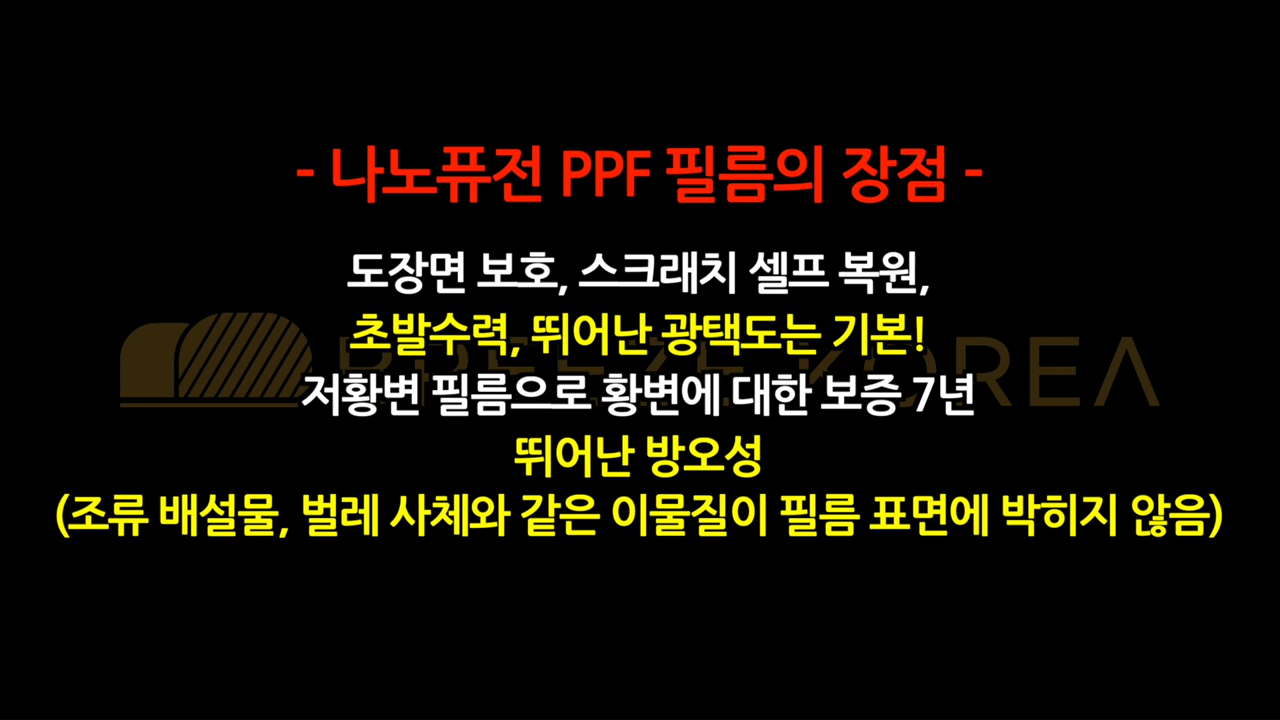 - 나노퓨전 PPF 필름의 장점 -
도장면 보호, 스크래치 셀프 복원,
초발수력, 뛰어난 광택도는 기본!
저황변 필름으로 황변에 대한 보증 7년
뛰어난 방오성
(조류 배설물, 벌레 사체와 같은 이물질이 필름 표면에 박히지 않음)
BREEZE KOREA